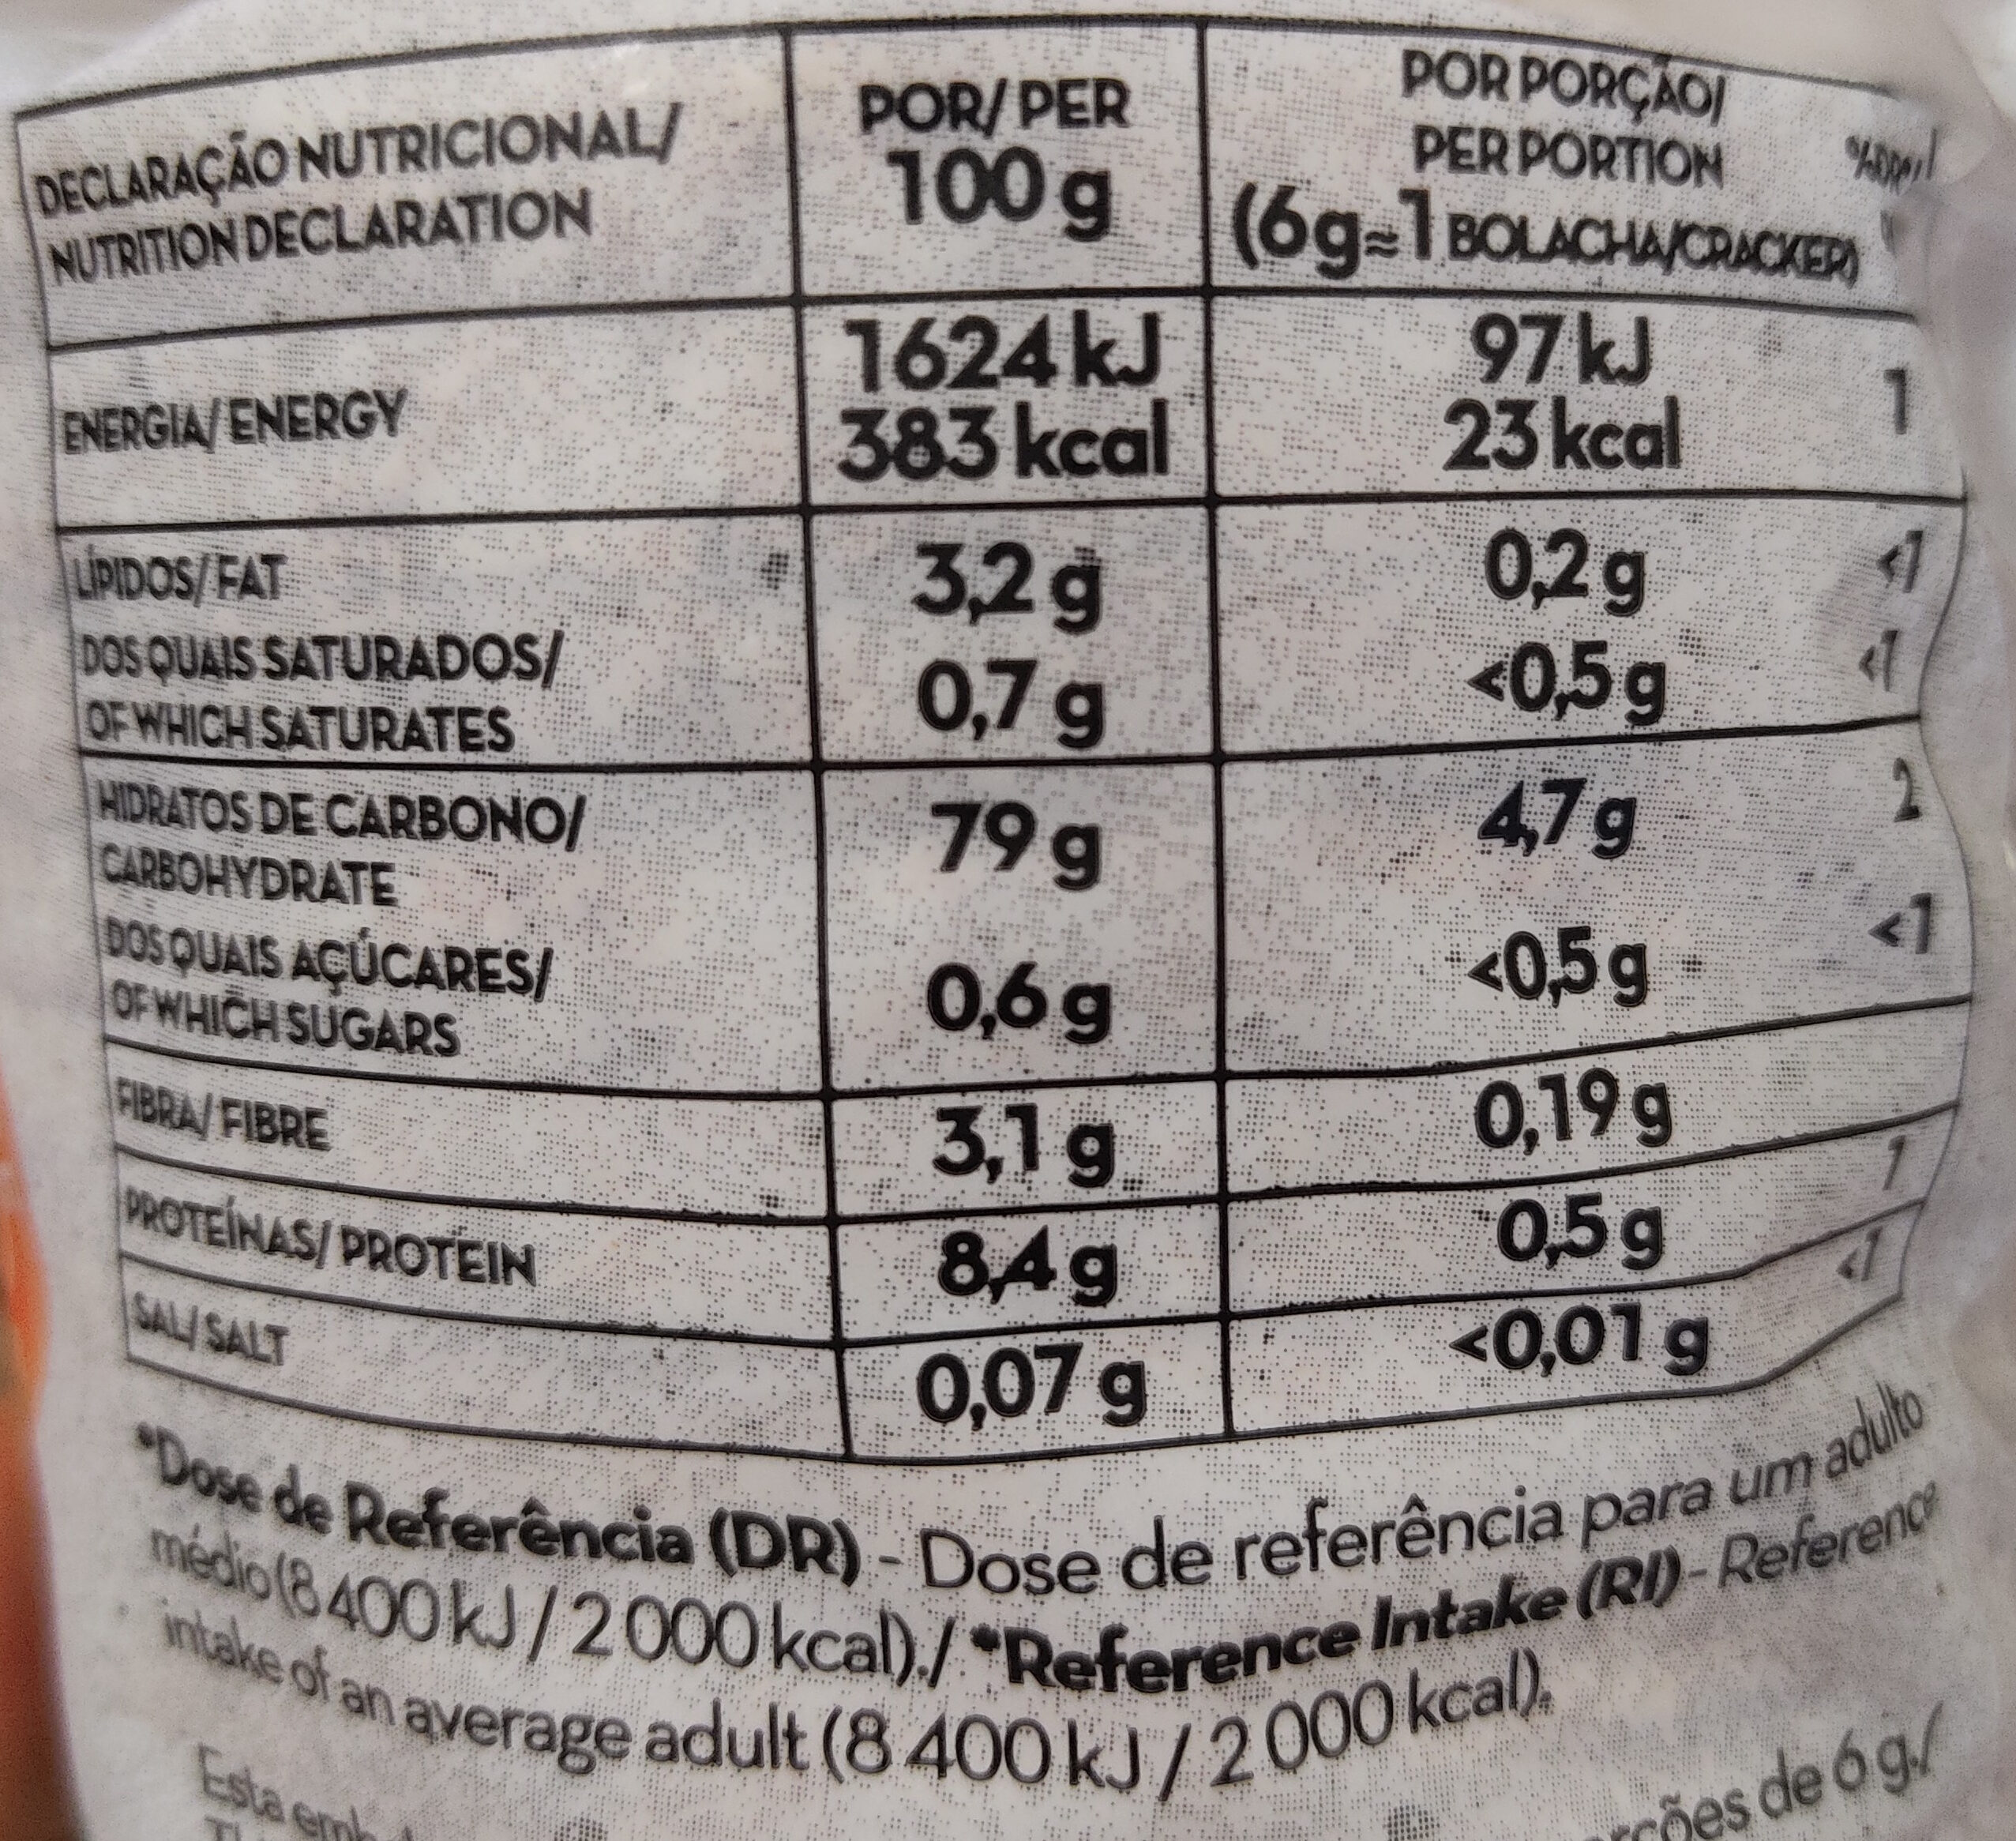 DECLARAÇÃO NUTRICIONAL/
NUTRITION DECLARATION
POR/PER
100 g
POR PORÇÃO/
PER PORTION
(6g≈1 BOLACHA/CRACKER)
ENERGIA/ENERGY
1624 kJ
383 kcal
97 kJ
23 kcal
1
LÍPIDOS/FAT
3,2 g
0,2 g
<1
DOS QUAIS SATURADOS/
OF WHICH SATURATES
0,7 g
<0,5 g
<1
HIDRATOS DE CARBONO/
CARBOHYDRATE
79 g
4,7 g
2
DOS QUAIS AÇÚCARES/
OF WHICH SUGARS
0,6 g
<0,5 g
<1
FIBRA/FIBRE
3,1 g
0,19 g
PROTEÍNAS/PROTEIN
8,4 g
0,5 g
1
SAL/SALT
0,07 g
<0,01 g
<1
*Dose de Referência (DR) - Dose de referência para um adulto
médio (8 400 kJ / 2 000 kcal)./ *Reference Intake (RI) - Reference
intake of an average adult (8 400 kJ / 2 000 kcal).
Esta
de 6 g./